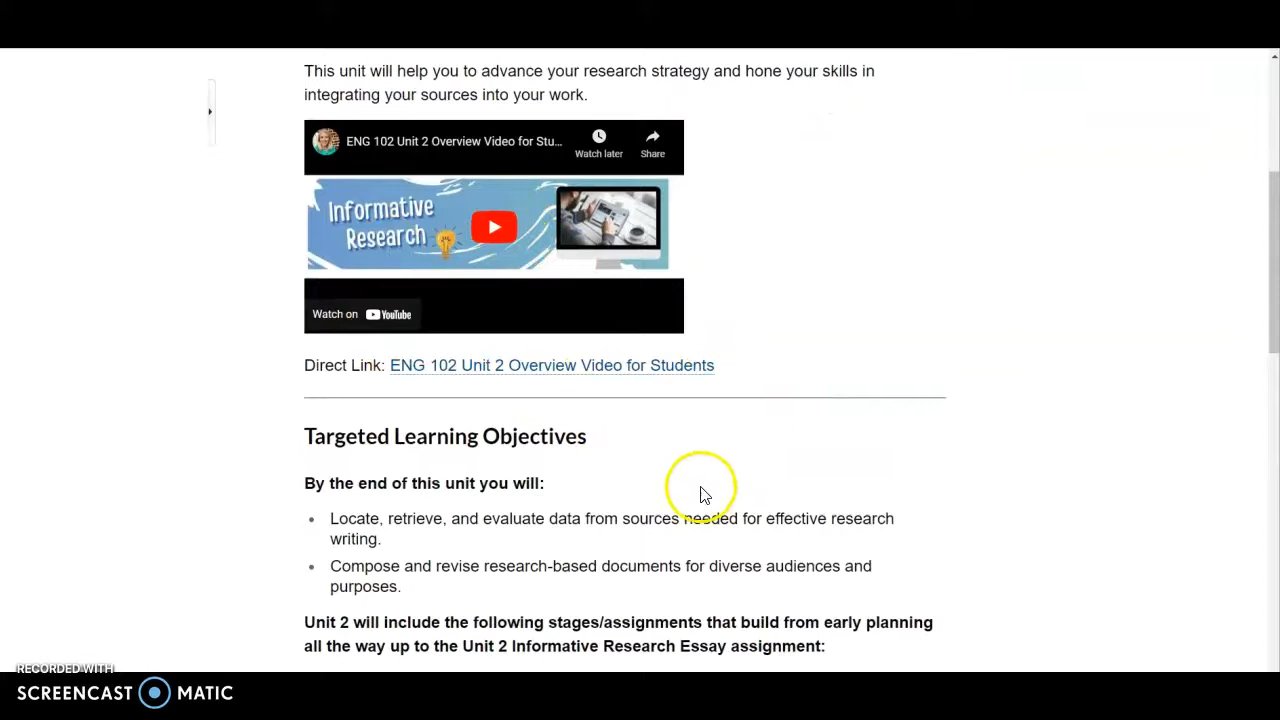 This unit will help you to advance your research strategy and hone your skills in
integrating your sources into your work.
ENG 102 Unit 2 Overview Video for Stu...
Watch later
Share
Informative
Research
Watch on YouTube
Direct Link: ENG 102 Unit 2 Overview Video for Students
Targeted Learning Objectives
By the end of this unit you will:
Locate, retrieve, and evaluate data from sources needed for effective research
writing.
Compose and revise research-based documents for diverse audiences and
purposes.
Unit 2 will include the following stages/assignments that build from early planning
all the way up to the Unit 2 Informative Research Essay assignment:
RECORDED WITH
SCREENCAST MATIC